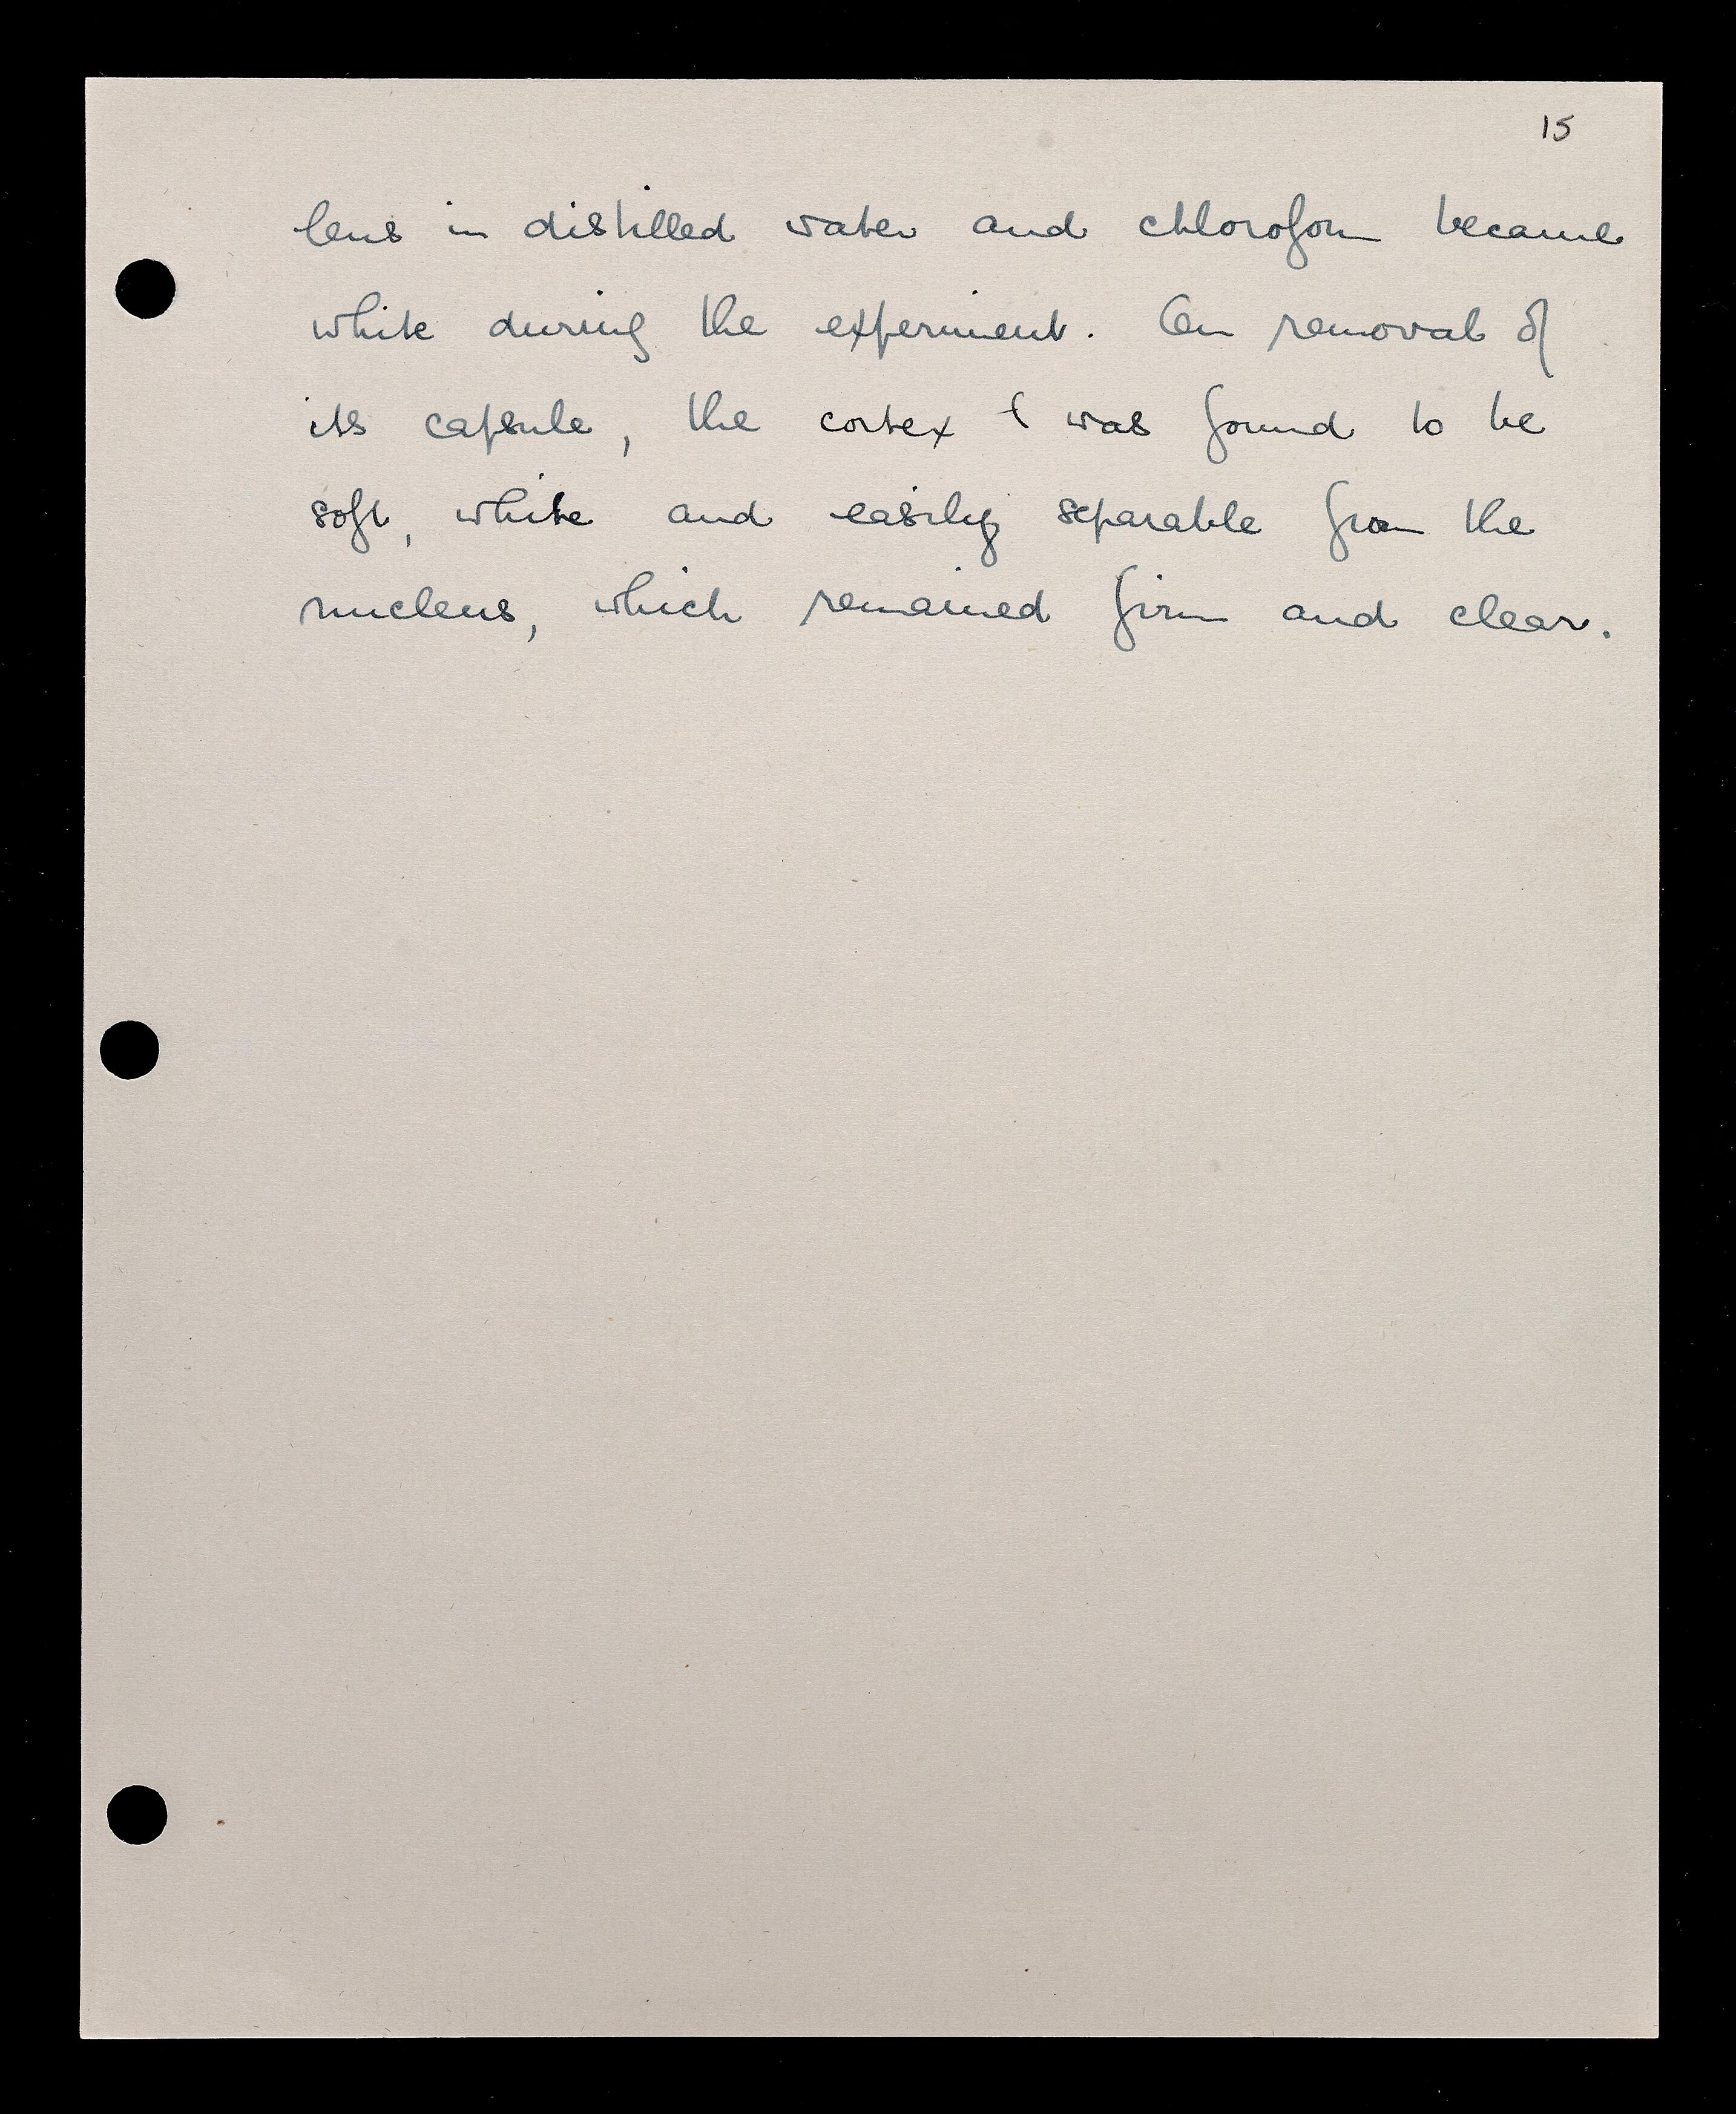 15
lens in distilled water and chloroform became
white during the experiment. On removal of
its capsule, the cortex was found to be
soft, white and easily separable from the
nucleus, which remained firm and clear.